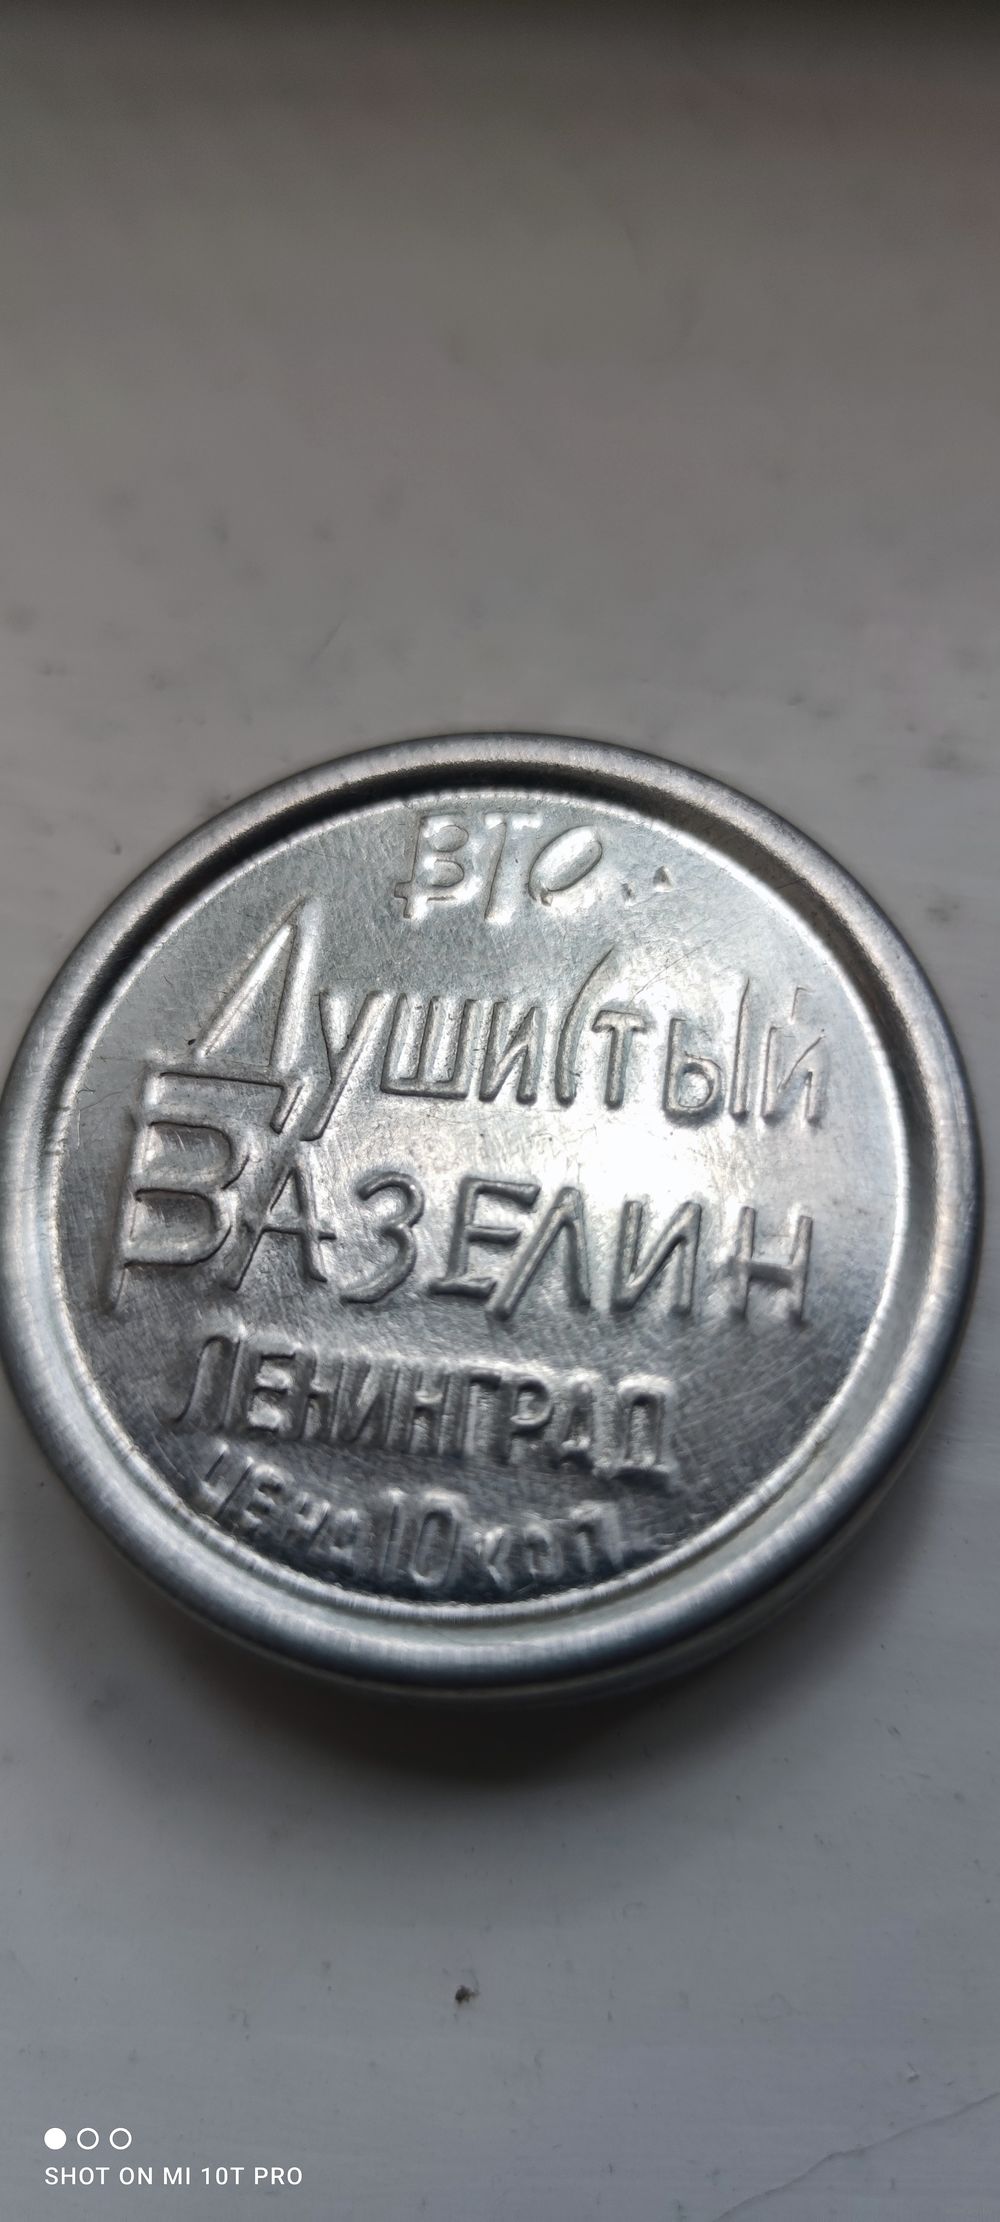 ВТО
Душистый
ВАЗЕЛИН
ЛЕНИНГРАД
ЦЕНА 10 КОП
SHOT ON MI 10T PRO